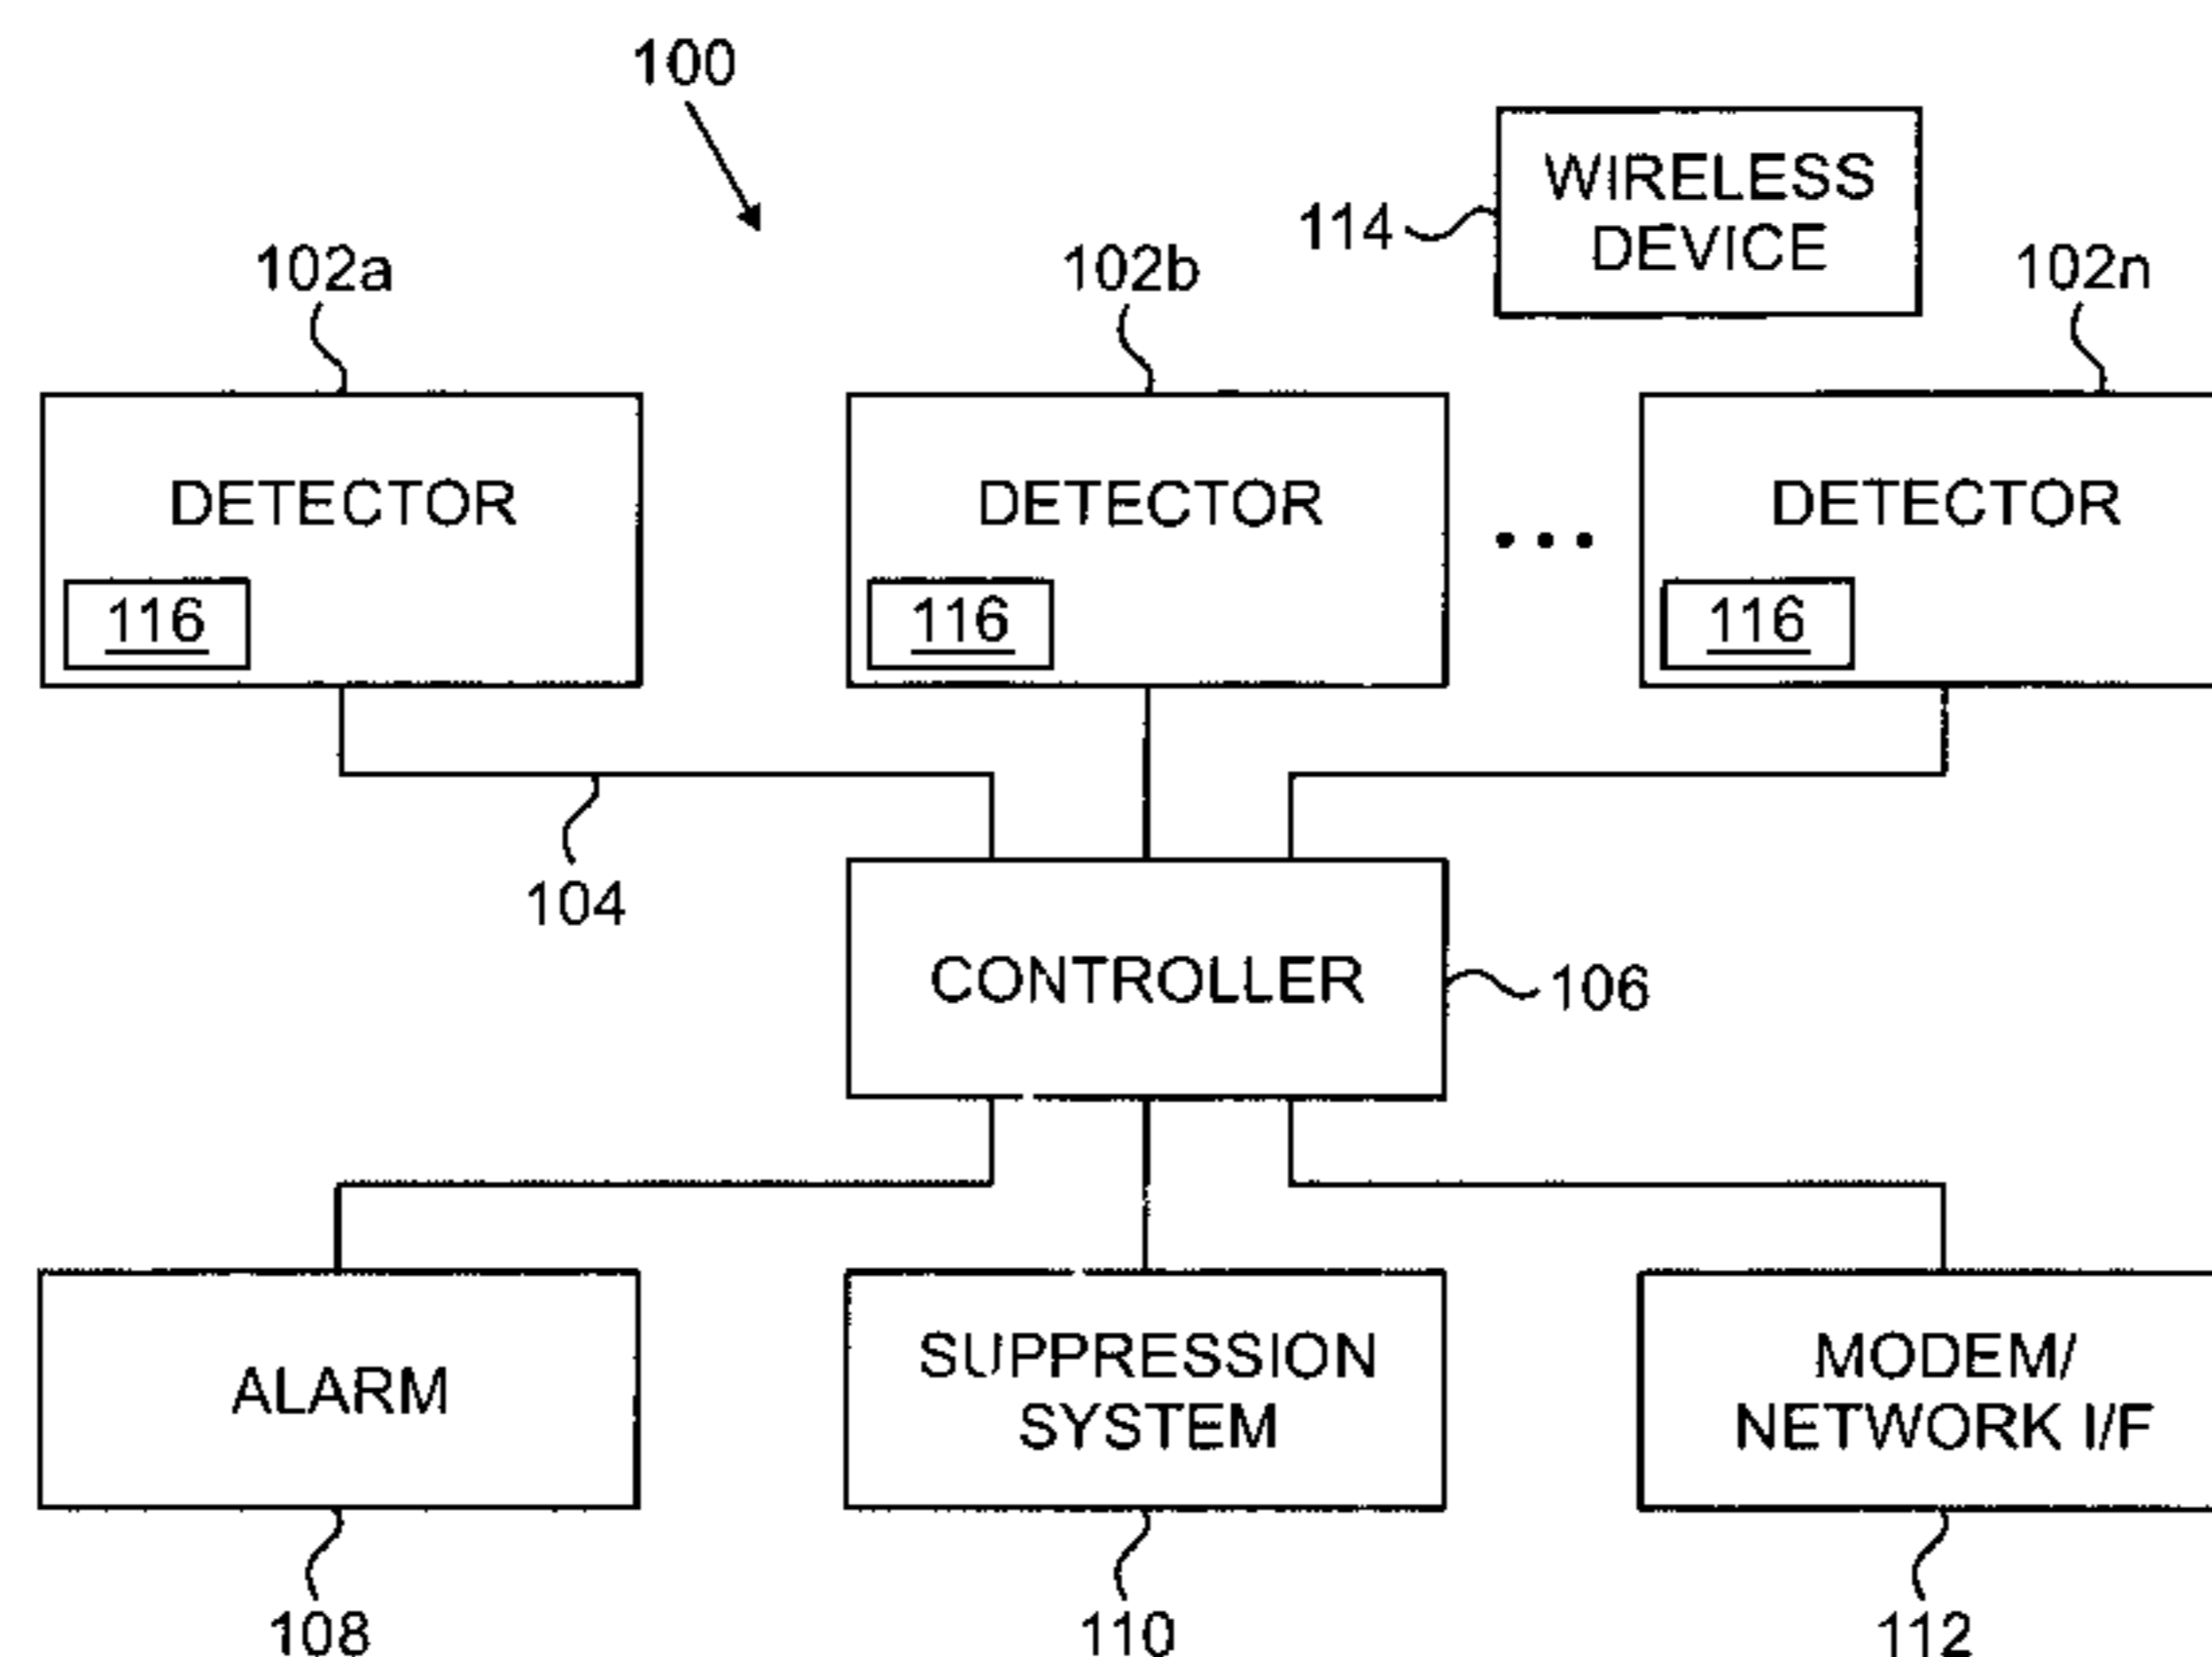 100
WIRELESS
DEVICE
114
102a
102b
102n
DETECTOR
DETECTOR
DETECTOR
116
116
116
104
CONTROLLER
106
ALARM
SUPPRESSION
SYSTEM
MODEM/
NETWORK I/F
108
110
112